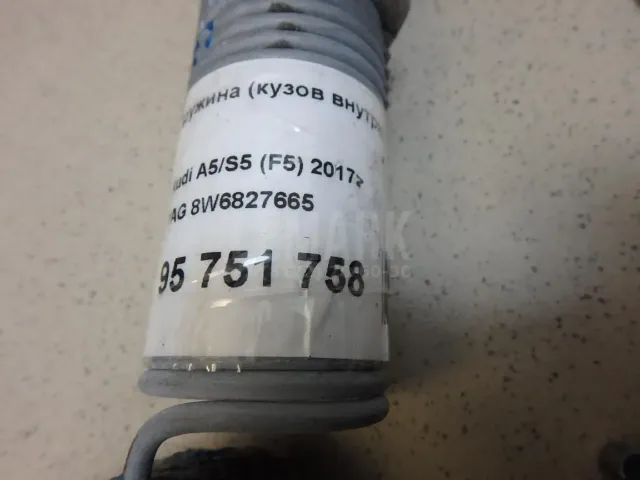 ужина (кузов внутр
udi A5/S5 (F5) 2017>
AG 8W6827665
95 751 758